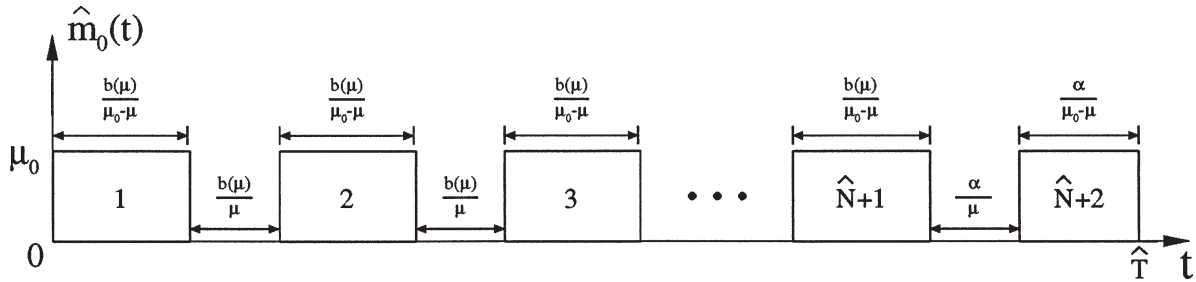 m̂₀(t)
b(μ)/μ₀-μ b(μ)/μ₀-μ b(μ)/μ₀-μ b(μ)/μ₀-μ α/μ₀-μ
μ₀
1 b(μ)/μ 2 b(μ)/μ 3 • • • N̂+1 α/μ N̂+2
0 T̂ t